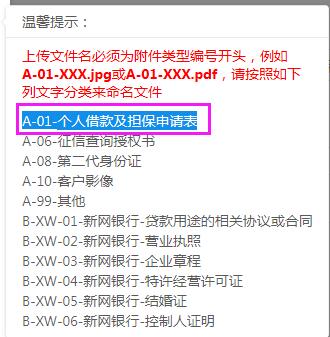 温馨提示：
上传文件名必须为附件类型编号开头，例如
A-01-XXX.jpg或A-01-XXX.pdf，请按照如下
列文字分类来命名文件
A-01-个人借款及担保申请表
A-06-征信查询授权书
A-08-第二代身份证
A-10-客户影像
A-99-其他
B-XW-01-新网银行-贷款用途的相关协议或合同
B-XW-02-新网银行-营业执照
B-XW-03-新网银行-企业章程
B-XW-04-新网银行-特许经营许可证
B-XW-05-新网银行-结婚证
B-XW-06-新网银行-控制人证明